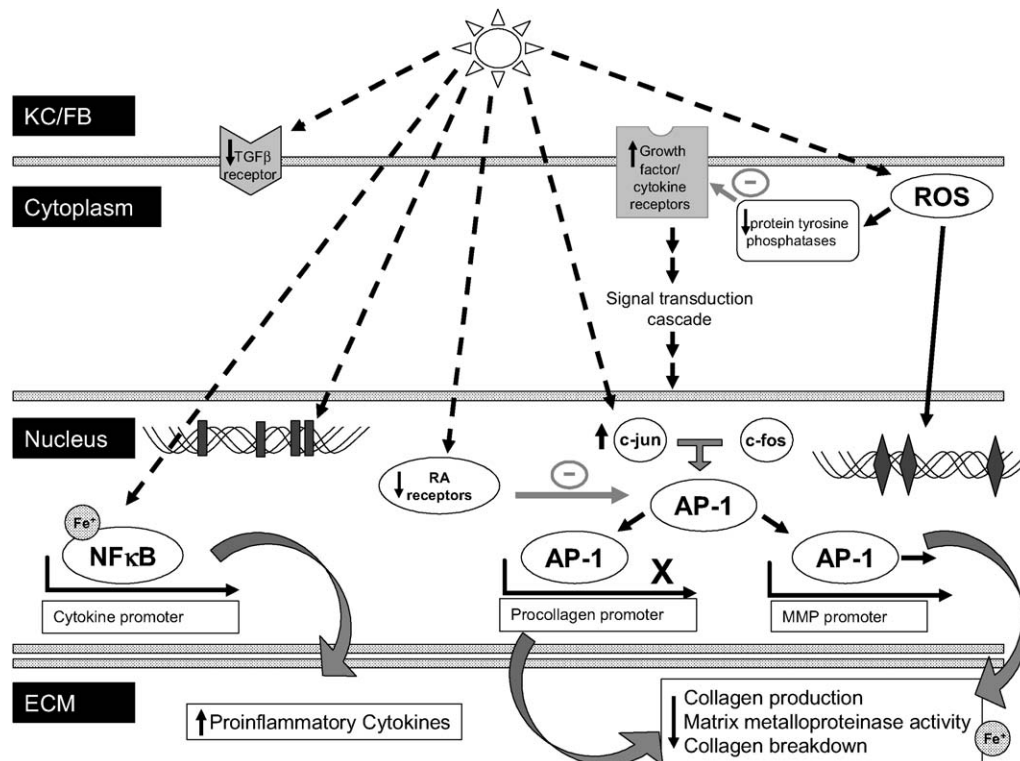 KC/FB
TGFβ
receptor
Growth
factor/
cytokine
receptors
−
Cytoplasm
protein tyrosine
phosphatases
ROS
Signal transduction
cascade
Nucleus
c-jun
c-fos
RA
receptors
−
AP-1
Fe+
NFκB
AP-1
X
AP-1
Cytokine promoter
Procollagen promoter
MMP promoter
ECM
Proinflammatory Cytokines
Collagen production
Matrix metalloproteinase activity
Collagen breakdown
Fe+